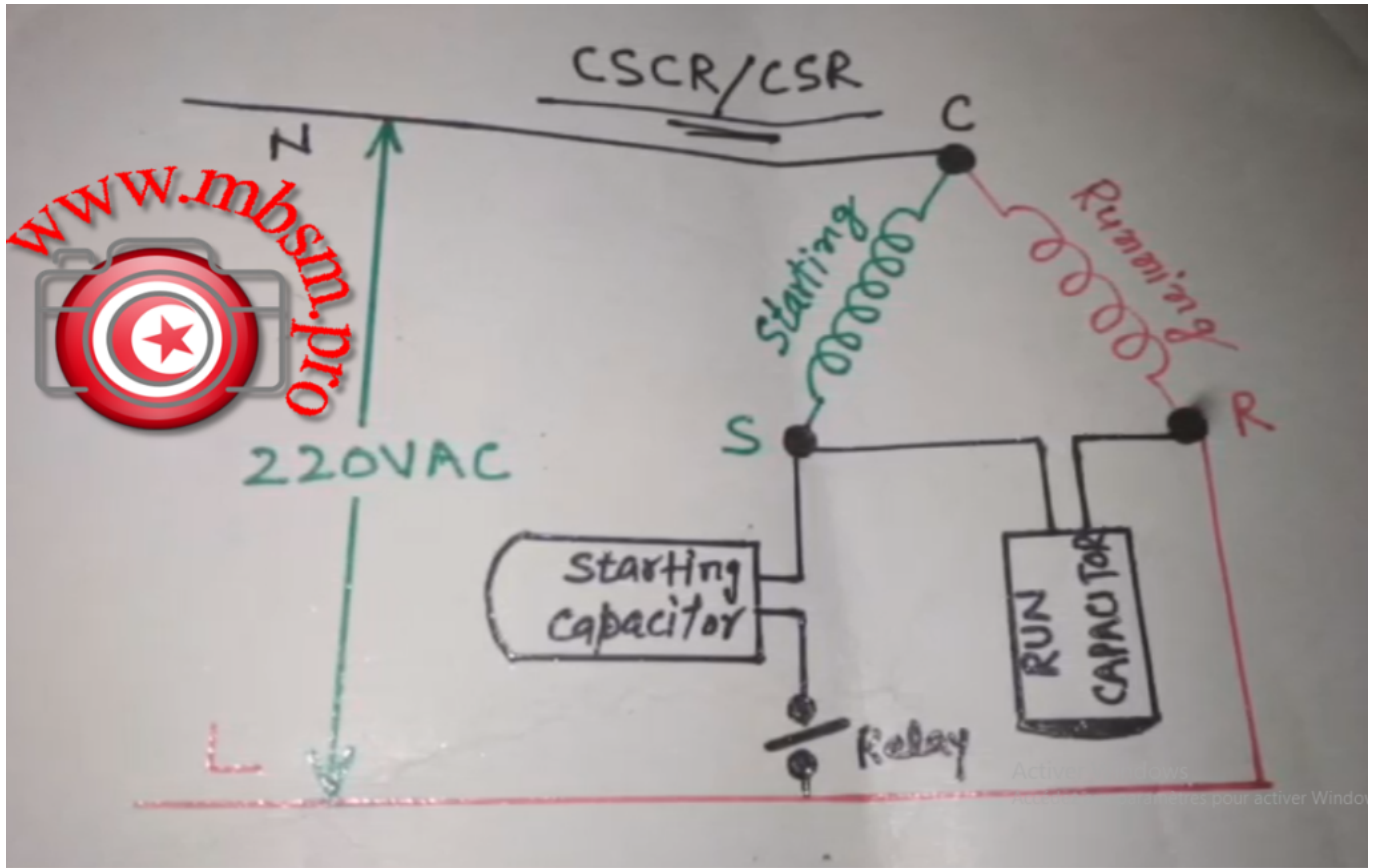 CSCR/CSR
C
N
www.mbsm.pro
Starting
Running
S
R
220VAC
Starting
Capacitor
RUN
CAPACITOR
Relay
L